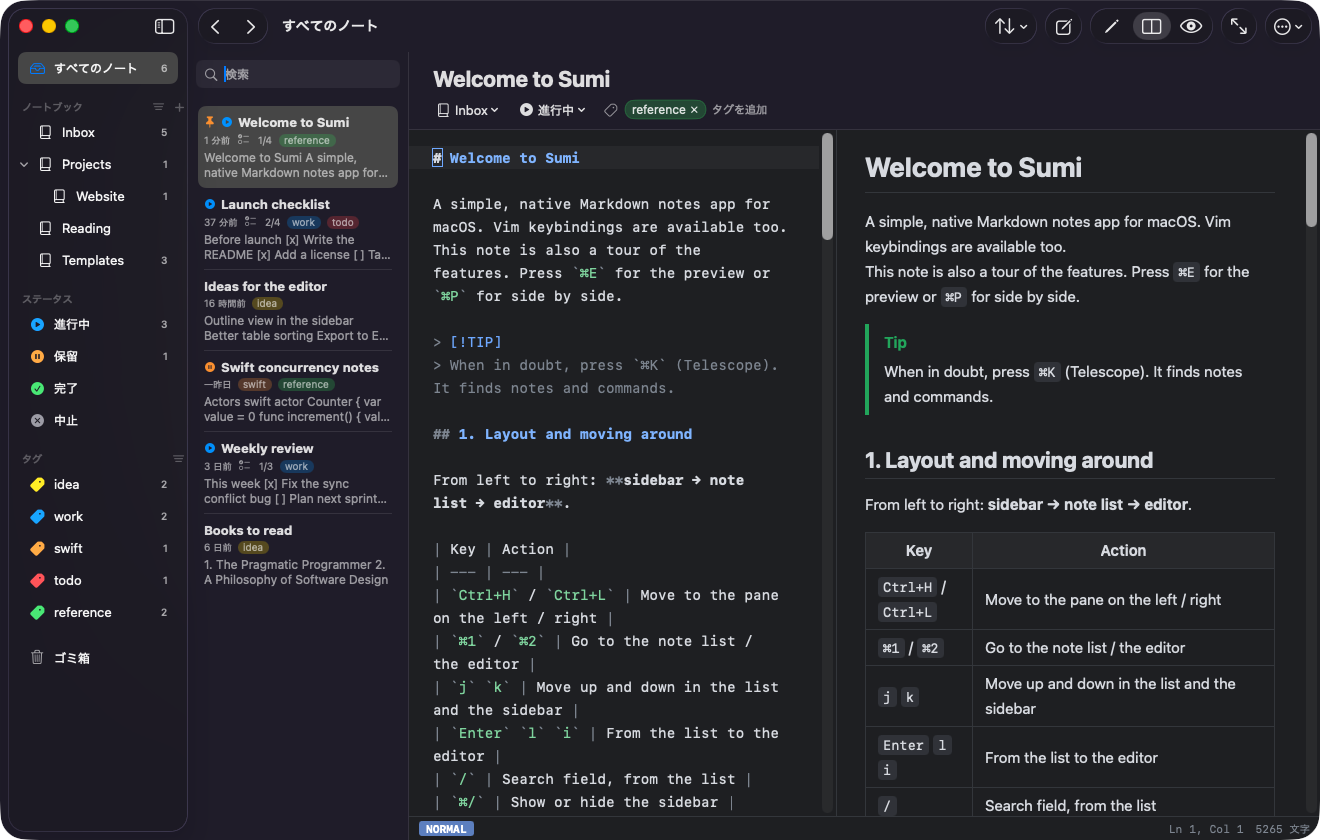 すべてのノート 6
ノートブック
Inbox 5
Projects 1
Website 1
Reading
Templates 3
ステータス
進行中 3
保留 1
完了
中止
タグ
idea 2
work 2
swift 1
todo 1
reference 2
ゴミ箱
すべてのノート
検索
Welcome to Sumi
1 分前 1/4 reference
Welcome to Sumi A simple,
native Markdown notes app for…
Launch checklist
37 分前 2/4 work todo
Before launch [x] Write the
README [x] Add a license [ ] Ta…
Ideas for the editor
16 時間前 idea
Outline view in the sidebar
Better table sorting Export to E…
Swift concurrency notes
一昨日 swift reference
Actors swift actor Counter { var
value = 0 func increment() { val…
Weekly review
3 日前 1/3 work
This week [x] Fix the sync
conflict bug [ ] Plan next sprint…
Books to read
6 日前 idea
1. The Pragmatic Programmer 2.
A Philosophy of Software Design
Welcome to Sumi
Inbox 進行中 reference × タグを追加
# Welcome to Sumi
A simple, native Markdown notes app for
macOS. Vim keybindings are available too.
This note is also a tour of the
features. Press `⌘E` for the preview or
`⌘P` for side by side.
> [!TIP]
> When in doubt, press `⌘K` (Telescope).
It finds notes and commands.
## 1. Layout and moving around
From left to right: **sidebar → note
list → editor**.
| Key | Action |
| --- | --- |
| `Ctrl+H` / `Ctrl+L` | Move to the pane
on the left / right |
| `⌘1` / `⌘2` | Go to the note list /
the editor |
| `j` `k` | Move up and down in the list
and the sidebar |
| `Enter` `l` `i` | From the list to the
editor |
| `/` | Search field, from the list |
| `⌘/` | Show or hide the sidebar |
Welcome to Sumi
A simple, native Markdown notes app for macOS. Vim
keybindings are available too.
This note is also a tour of the features. Press ⌘E for the
preview or ⌘P for side by side.
Tip
When in doubt, press ⌘K (Telescope). It finds notes
and commands.
1. Layout and moving around
From left to right: sidebar → note list → editor.
Key Action
Ctrl+H /
Ctrl+L
Move to the pane on the left / right
⌘1 / ⌘2 Go to the note list / the editor
j k
Move up and down in the list and the
sidebar
Enter l
i
From the list to the editor
/ Search field, from the list
NORMAL
Ln 1, Col 1 5265 文字